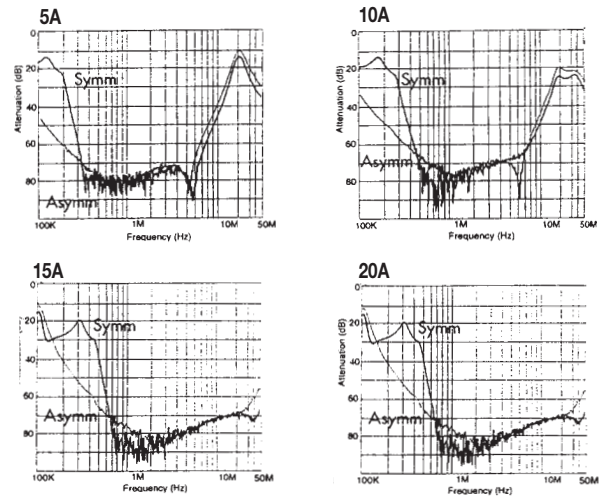 5A
0
20
40
60
80
Attenuation (dB)
Symm
Asymm
100K 1M 10M 50M
Frequency (Hz)
10A
0
20
40
60
80
Attenuation (dB)
Symm
Asymm
100K 1M 10M 50M
Frequency (Hz)
15A
0
20
40
60
80
Symm
Asymm
100K 1M 10M 50M
Frequency (Hz)
20A
0
20
40
60
80
Attenuation (dB)
Symm
Asymm
100K 1M 10M 50M
Frequency (Hz)